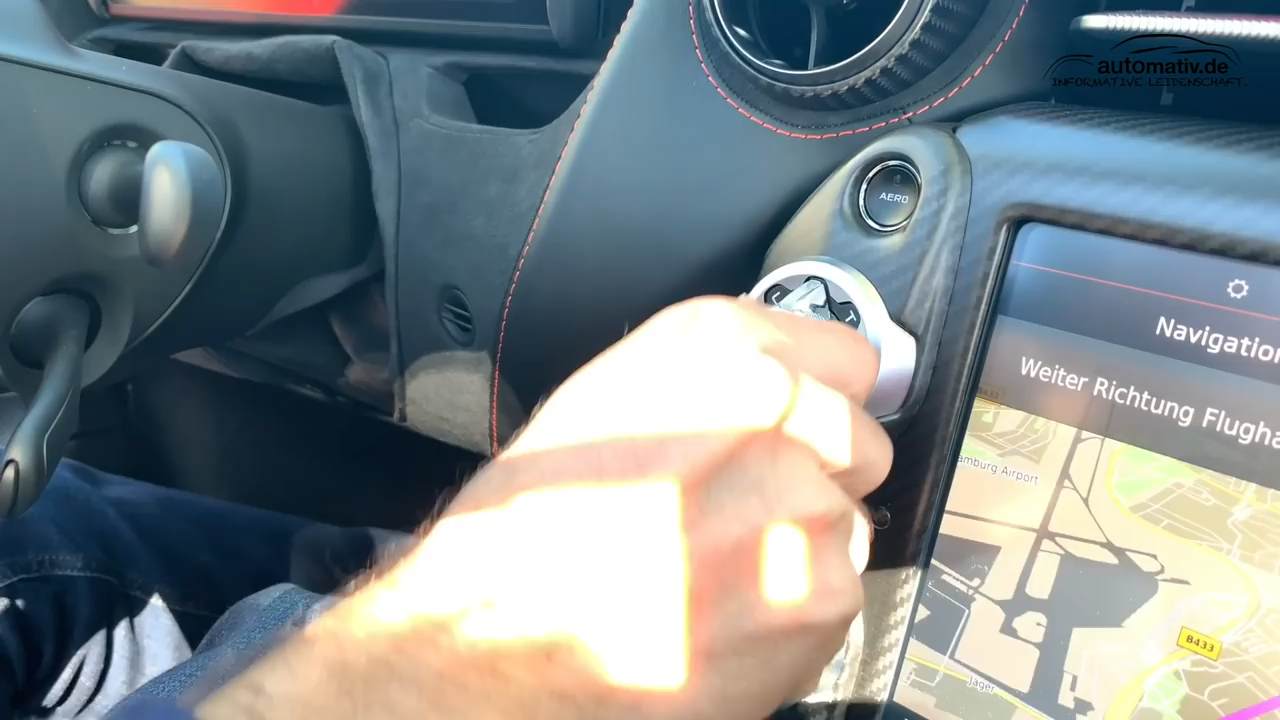 automativ.de
INFORMATIVE LEIDENSCHAFT
AERO
T
Navigation
Weiter Richtung Flugha
amburg Airport
B433
Jäger